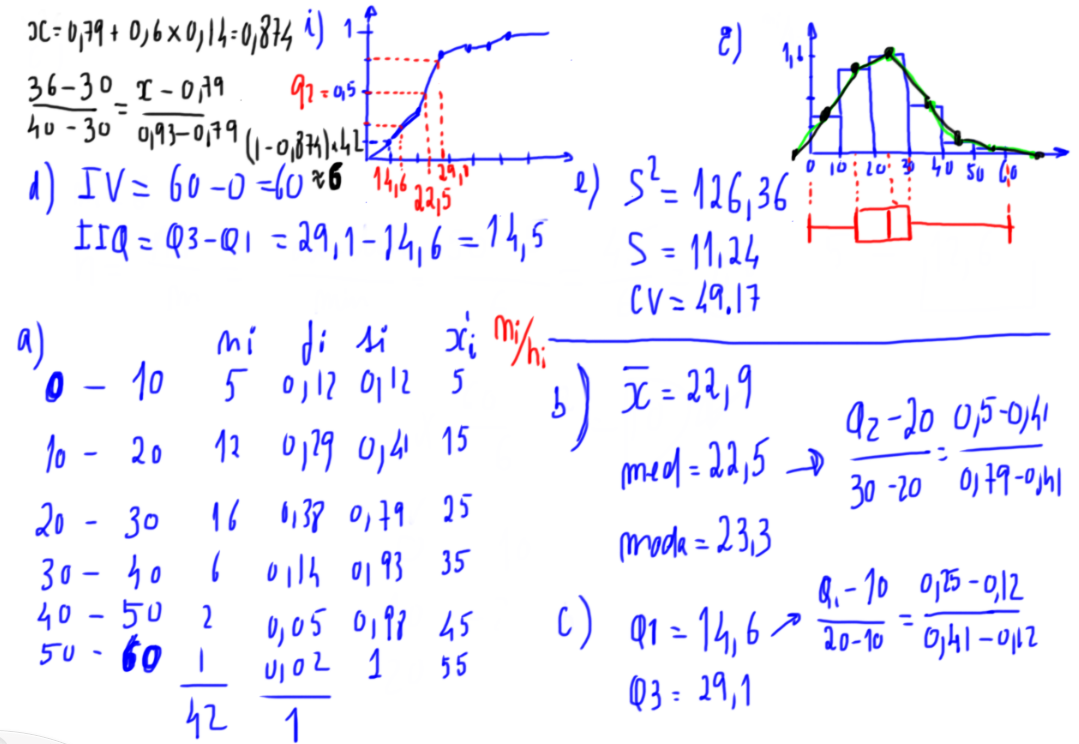 x = 0,79 + 0,6 × 0,14 = 0,874
36 - 30 / 40 - 30 = x - 0,79 / 0,93 - 0,79
(1 - 0,874) × 42
≈ 6
i)
1
q2 = 0,5
14,6
22,5
29,1
g)
1,6
0 10 20 30 40 50 60
d) IV = 60 - 0 = 60
IIQ = Q3 - Q1 = 29,1 - 14,6 = 14,5
e) S² = 126,36
S = 11,24
CV = 49.17
a)
ni fi si x'i ni/hi
0 - 10 5 0,12 0,12 5
10 - 20 12 0,29 0,41 15
20 - 30 16 0,38 0,79 25
30 - 40 6 0,14 0,93 35
40 - 50 2 0,05 0,98 45
50 - 60 1 0,02 1 55
42 1
b) x̄ = 22,9
med = 22,5 → Q2 - 20 / 30 - 20 = 0,5 - 0,41 / 0,79 - 0,41
moda = 23,3
c) Q1 = 14,6 → Q1 - 10 / 20 - 10 = 0,25 - 0,12 / 0,41 - 0,12
Q3 = 29,1